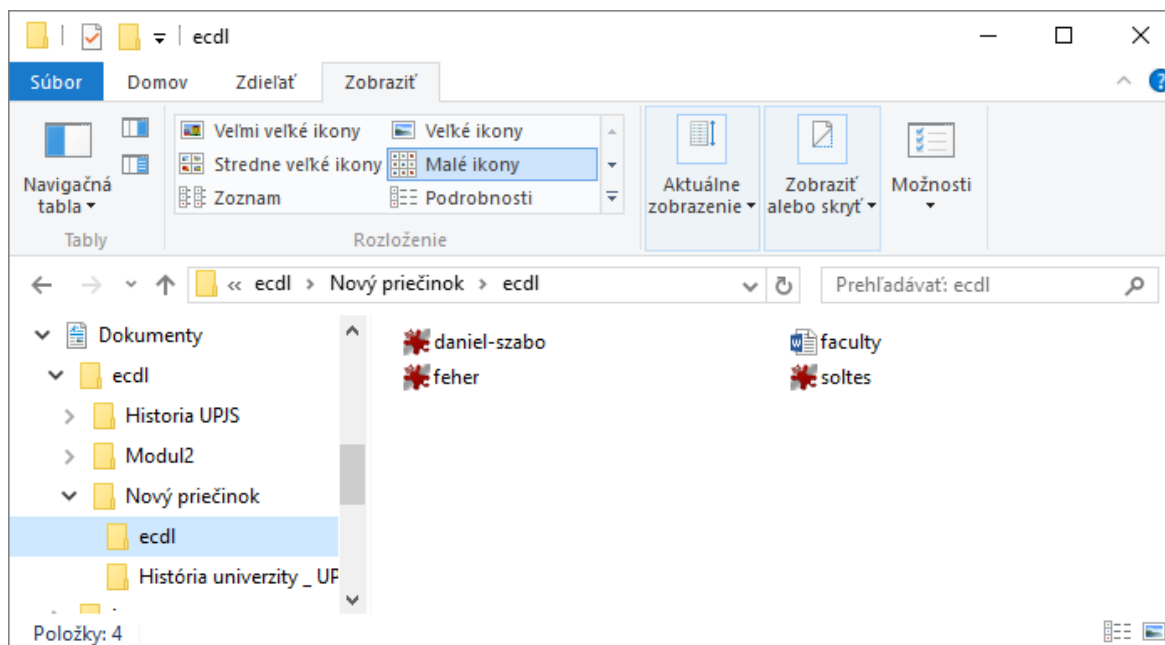 ecdl
Súbor Domov Zdieľať Zobraziť
Veľmi veľké ikony Veľké ikony
Stredne veľké ikony Malé ikony
Zoznam Podrobnosti
Navigačná tabla
Aktuálne zobrazenie
Zobraziť alebo skryť
Možnosti
Tably Rozloženie
« ecdl > Nový priečinok > ecdl Prehľadávať: ecdl
Dokumenty
ecdl
Historia UPJS
Modul2
Nový priečinok
ecdl
História univerzity _ UP
daniel-szabo faculty
feher soltes
Položky: 4